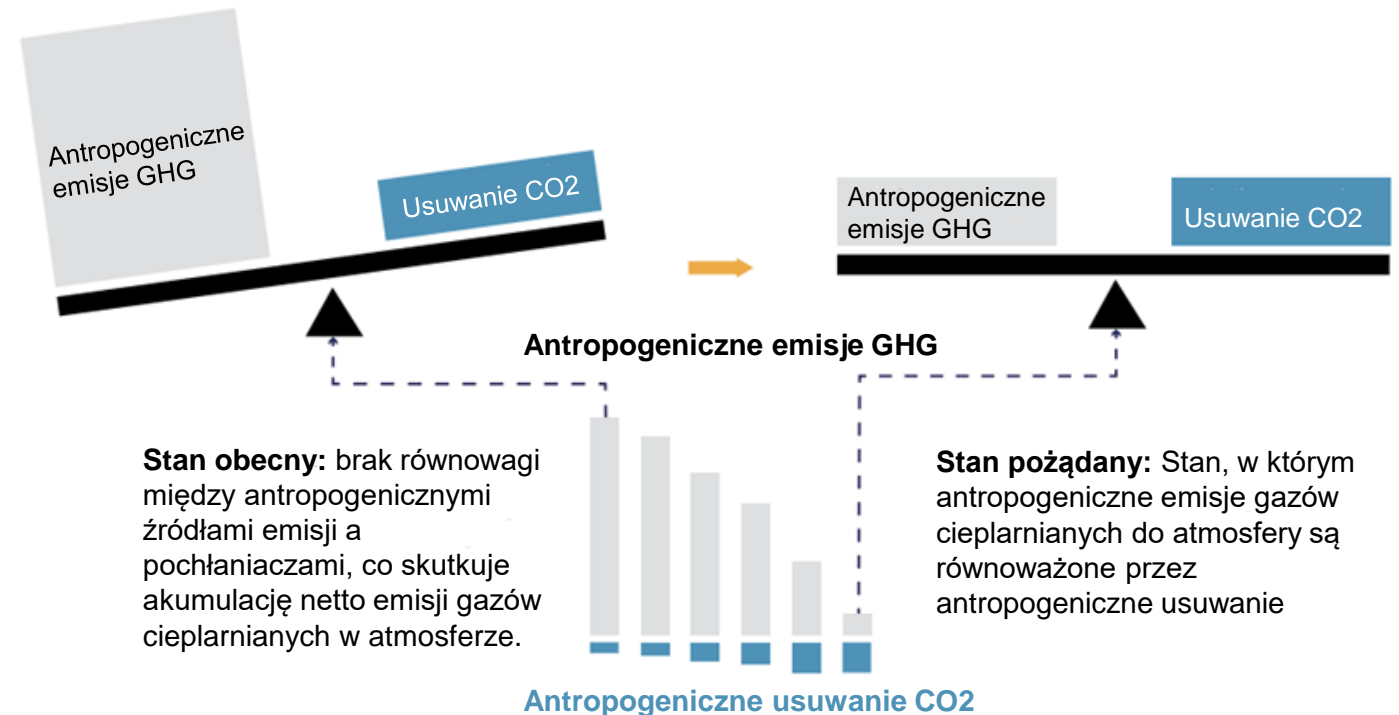 Antropogeniczne
emisje GHG
Usuwanie CO2
Antropogeniczne
emisje GHG
Usuwanie CO2
Antropogeniczne emisje GHG
Stan obecny: brak równowagi
między antropogenicznymi
źródłami emisji a
pochłaniaczami, co skutkuje
akumulację netto emisji gazów
cieplarnianych w atmosferze.
Stan pożądany: Stan, w którym
antropogeniczne emisje gazów
cieplarnianych do atmosfery są
równoważone przez
antropogeniczne usuwanie
Antropogeniczne usuwanie CO2